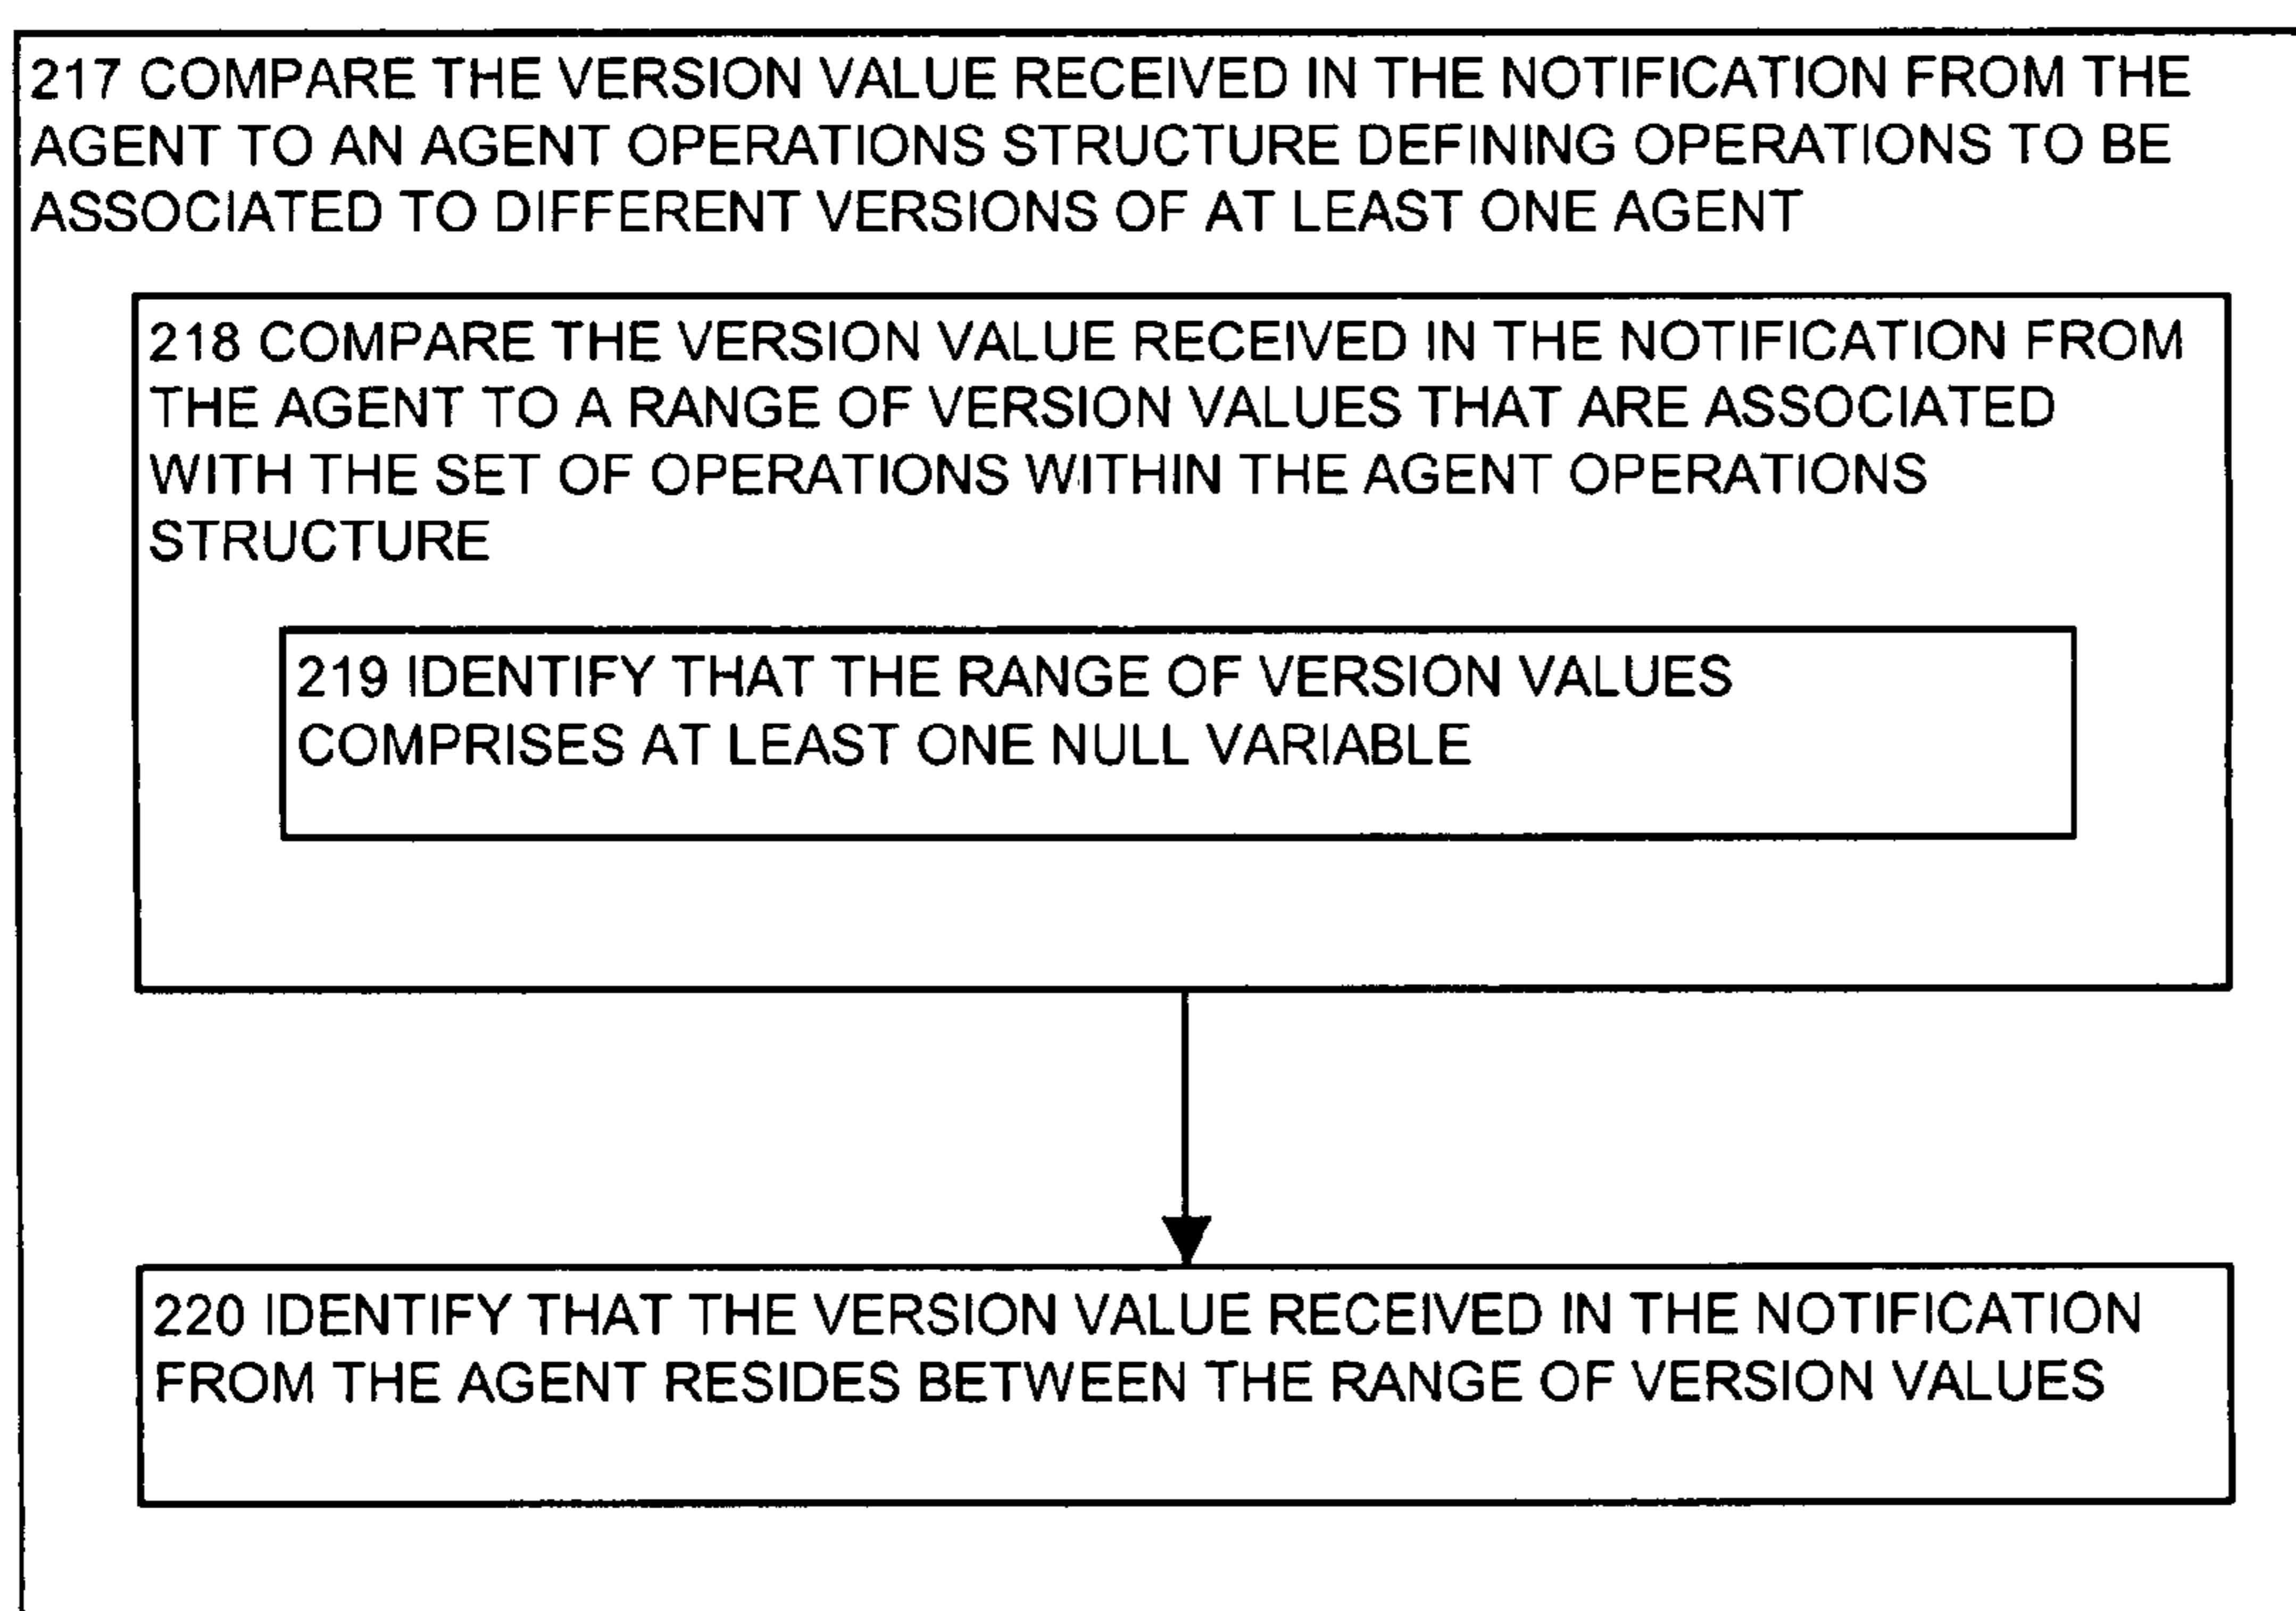 217 COMPARE THE VERSION VALUE RECEIVED IN THE NOTIFICATION FROM THE
AGENT TO AN AGENT OPERATIONS STRUCTURE DEFINING OPERATIONS TO BE
ASSOCIATED TO DIFFERENT VERSIONS OF AT LEAST ONE AGENT
218 COMPARE THE VERSION VALUE RECEIVED IN THE NOTIFICATION FROM
THE AGENT TO A RANGE OF VERSION VALUES THAT ARE ASSOCIATED
WITH THE SET OF OPERATIONS WITHIN THE AGENT OPERATIONS
STRUCTURE
219 IDENTIFY THAT THE RANGE OF VERSION VALUES
COMPRISES AT LEAST ONE NULL VARIABLE
220 IDENTIFY THAT THE VERSION VALUE RECEIVED IN THE NOTIFICATION
FROM THE AGENT RESIDES BETWEEN THE RANGE OF VERSION VALUES